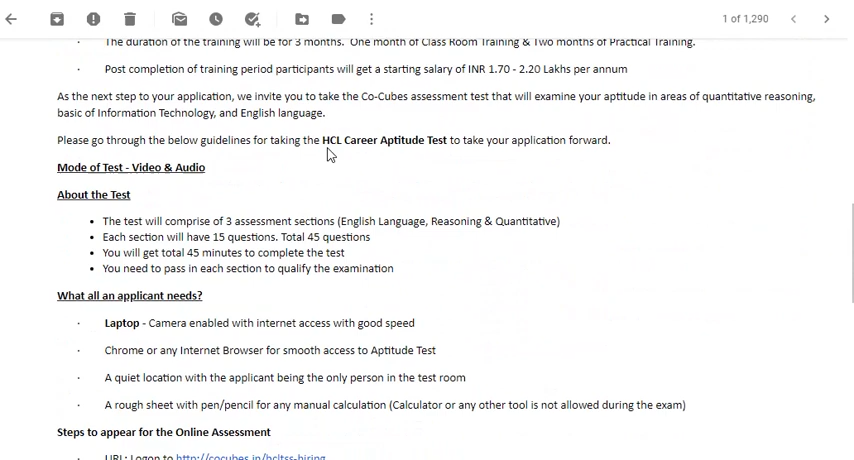 1 of 1,290
· The duration of the training will be for 3 months. One month of Class Room Training & Two months of Practical Training.
· Post completion of training period participants will get a starting salary of INR 1.70 - 2.20 Lakhs per annum
As the next step to your application, we invite you to take the Co-Cubes assessment test that will examine your aptitude in areas of quantitative reasoning,
basic of Information Technology, and English language.
Please go through the below guidelines for taking the HCL Career Aptitude Test to take your application forward.
Mode of Test - Video & Audio
About the Test
• The test will comprise of 3 assessment sections (English Language, Reasoning & Quantitative)
• Each section will have 15 questions. Total 45 questions
• You will get total 45 minutes to complete the test
• You need to pass in each section to qualify the examination
What all an applicant needs?
· Laptop - Camera enabled with internet access with good speed
· Chrome or any Internet Browser for smooth access to Aptitude Test
· A quiet location with the applicant being the only person in the test room
· A rough sheet with pen/pencil for any manual calculation (Calculator or any other tool is not allowed during the exam)
Steps to appear for the Online Assessment
· URL: Logon to http://cocubes.in/hcltss-hiring